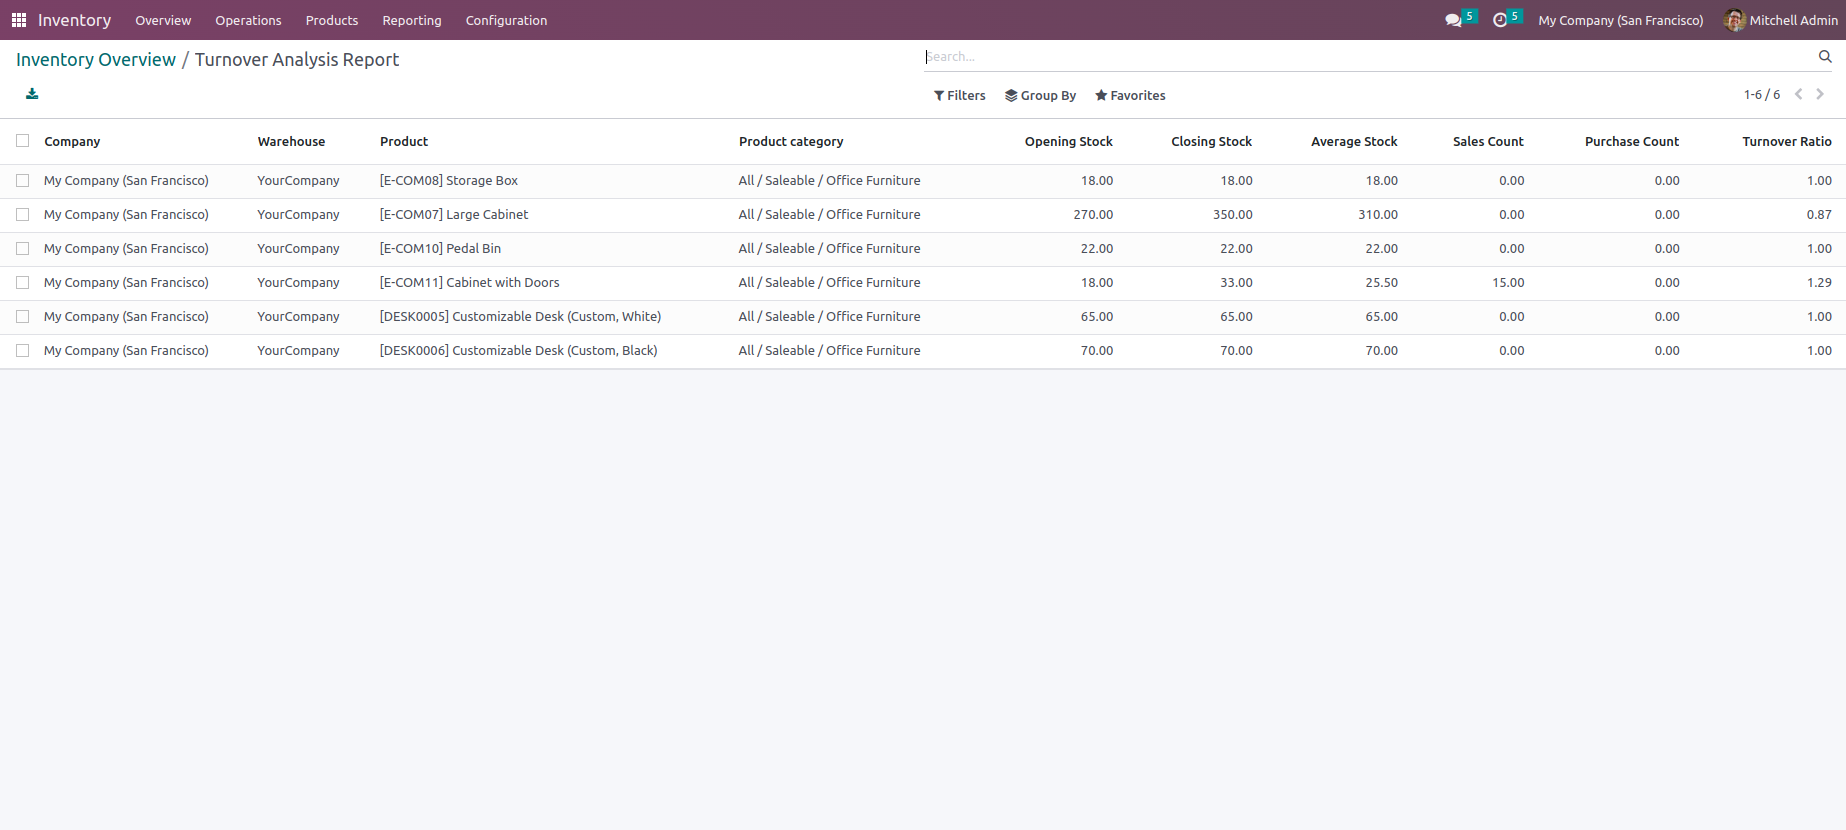 Inventory Overview Operations Products Reporting Configuration 5 5 My Company (San Francisco) Mitchell Admin
Inventory Overview / Turnover Analysis Report Search...
Filters Group By Favorites 1-6 / 6
Company Warehouse Product Product category Opening Stock Closing Stock Average Stock Sales Count Purchase Count Turnover Ratio
My Company (San Francisco) YourCompany [E-COM08] Storage Box All / Saleable / Office Furniture 18.00 18.00 18.00 0.00 0.00 1.00
My Company (San Francisco) YourCompany [E-COM07] Large Cabinet All / Saleable / Office Furniture 270.00 350.00 310.00 0.00 0.00 0.87
My Company (San Francisco) YourCompany [E-COM10] Pedal Bin All / Saleable / Office Furniture 22.00 22.00 22.00 0.00 0.00 1.00
My Company (San Francisco) YourCompany [E-COM11] Cabinet with Doors All / Saleable / Office Furniture 18.00 33.00 25.50 15.00 0.00 1.29
My Company (San Francisco) YourCompany [DESK0005] Customizable Desk (Custom, White) All / Saleable / Office Furniture 65.00 65.00 65.00 0.00 0.00 1.00
My Company (San Francisco) YourCompany [DESK0006] Customizable Desk (Custom, Black) All / Saleable / Office Furniture 70.00 70.00 70.00 0.00 0.00 1.00